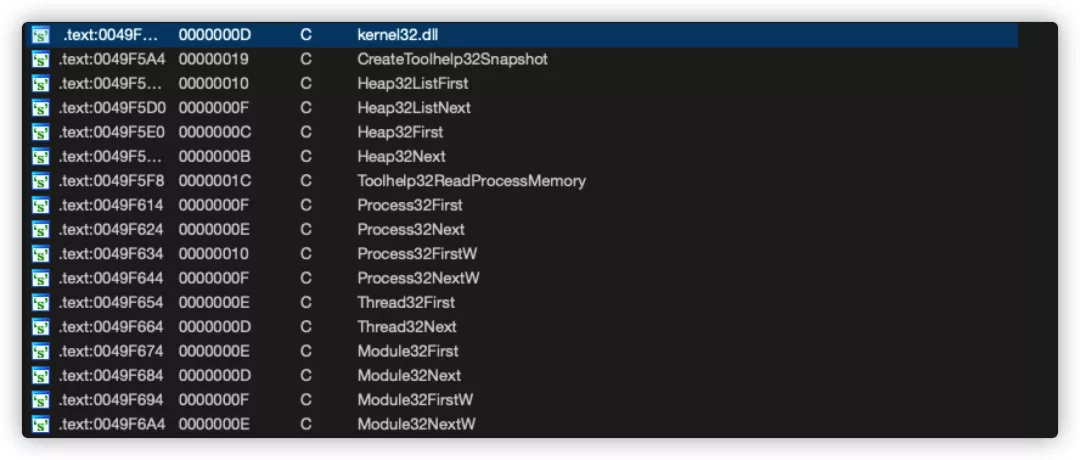 .text:0049F... 0000000D C kernel32.dll
.text:0049F5A4 00000019 C CreateToolhelp32Snapshot
.text:0049F5... 00000010 C Heap32ListFirst
.text:0049F5D0 0000000F C Heap32ListNext
.text:0049F5E0 0000000C C Heap32First
.text:0049F5... 0000000B C Heap32Next
.text:0049F5F8 0000001C C Toolhelp32ReadProcessMemory
.text:0049F614 0000000F C Process32First
.text:0049F624 0000000E C Process32Next
.text:0049F634 00000010 C Process32FirstW
.text:0049F644 0000000F C Process32NextW
.text:0049F654 0000000E C Thread32First
.text:0049F664 0000000D C Thread32Next
.text:0049F674 0000000E C Module32First
.text:0049F684 0000000D C Module32Next
.text:0049F694 0000000F C Module32FirstW
.text:0049F6A4 0000000E C Module32NextW